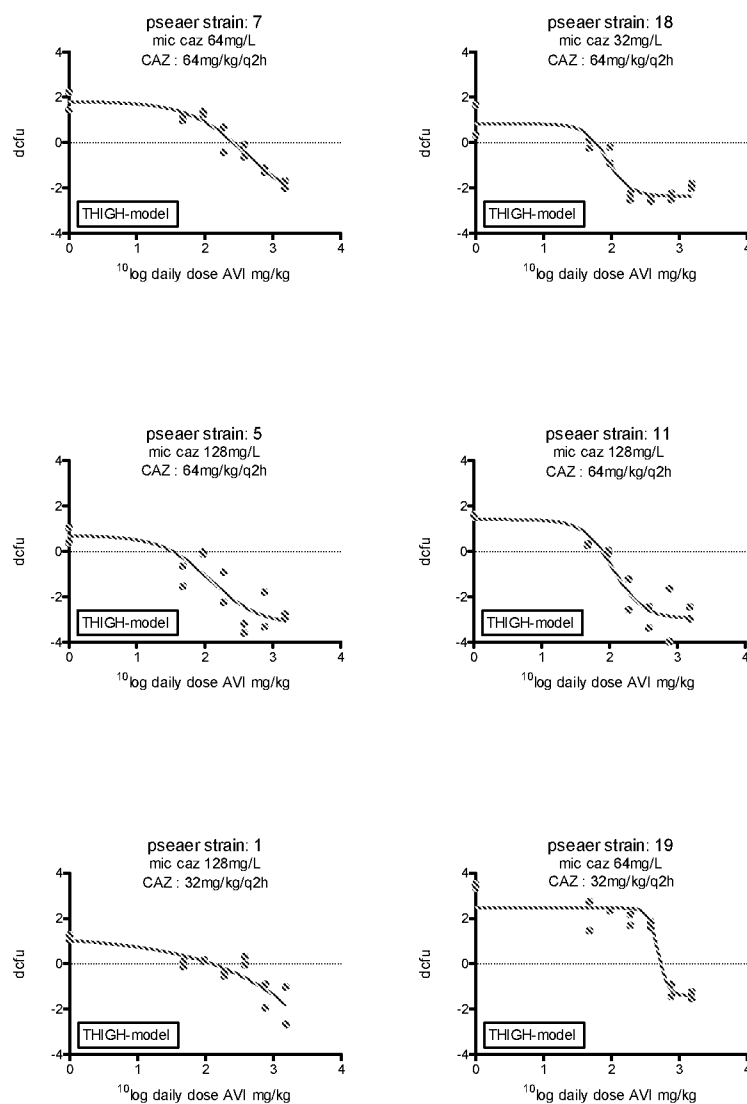 pseaer strain: 7
mic caz 64mg/L
CAZ : 64mg/kg/q2h
4
2
0
-2
-4
dcfu
THIGH-model
0 1 2 3 4
10log daily dose AVI mg/kg
pseaer strain: 18
mic caz 32mg/L
CAZ : 64mg/kg/q2h
4
2
0
-2
-4
dcfu
THIGH-model
0 1 2 3 4
10log daily dose AVI mg/kg
pseaer strain: 5
mic caz 128mg/L
CAZ : 64mg/kg/q2h
4
2
0
-2
-4
dcfu
THIGH-model
0 1 2 3 4
10log daily dose AVI mg/kg
pseaer strain: 11
mic caz 128mg/L
CAZ : 64mg/kg/q2h
4
2
0
-2
-4
dcfu
THIGH-model
0 1 2 3 4
10log daily dose AVI mg/kg
pseaer strain: 1
mic caz 128mg/L
CAZ : 32mg/kg/q2h
4
2
0
-2
-4
dcfu
THIGH-model
0 1 2 3 4
10log daily dose AVI mg/kg
pseaer strain: 19
mic caz 64mg/L
CAZ : 32mg/kg/q2h
4
2
0
-2
-4
dcfu
THIGH-model
0 1 2 3 4
10log daily dose AVI mg/kg